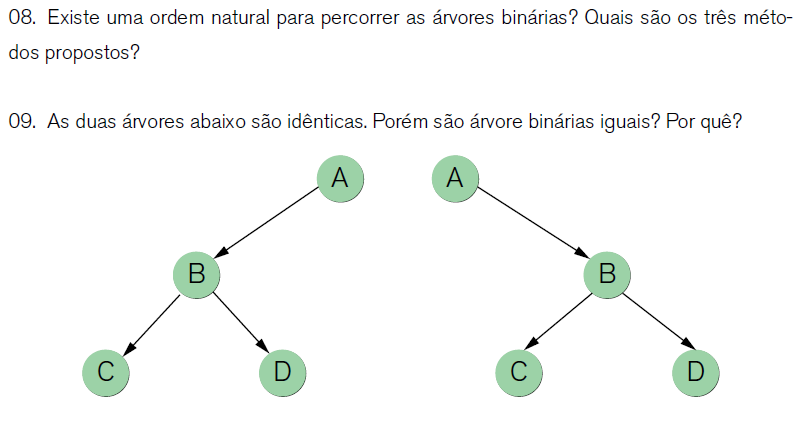 08. Existe uma ordem natural para percorrer as árvores binárias? Quais são os três méto-
dos propostos?
09. As duas árvores abaixo são idênticas. Porém são árvore binárias iguais? Por quê?
A A
B B
C D C D